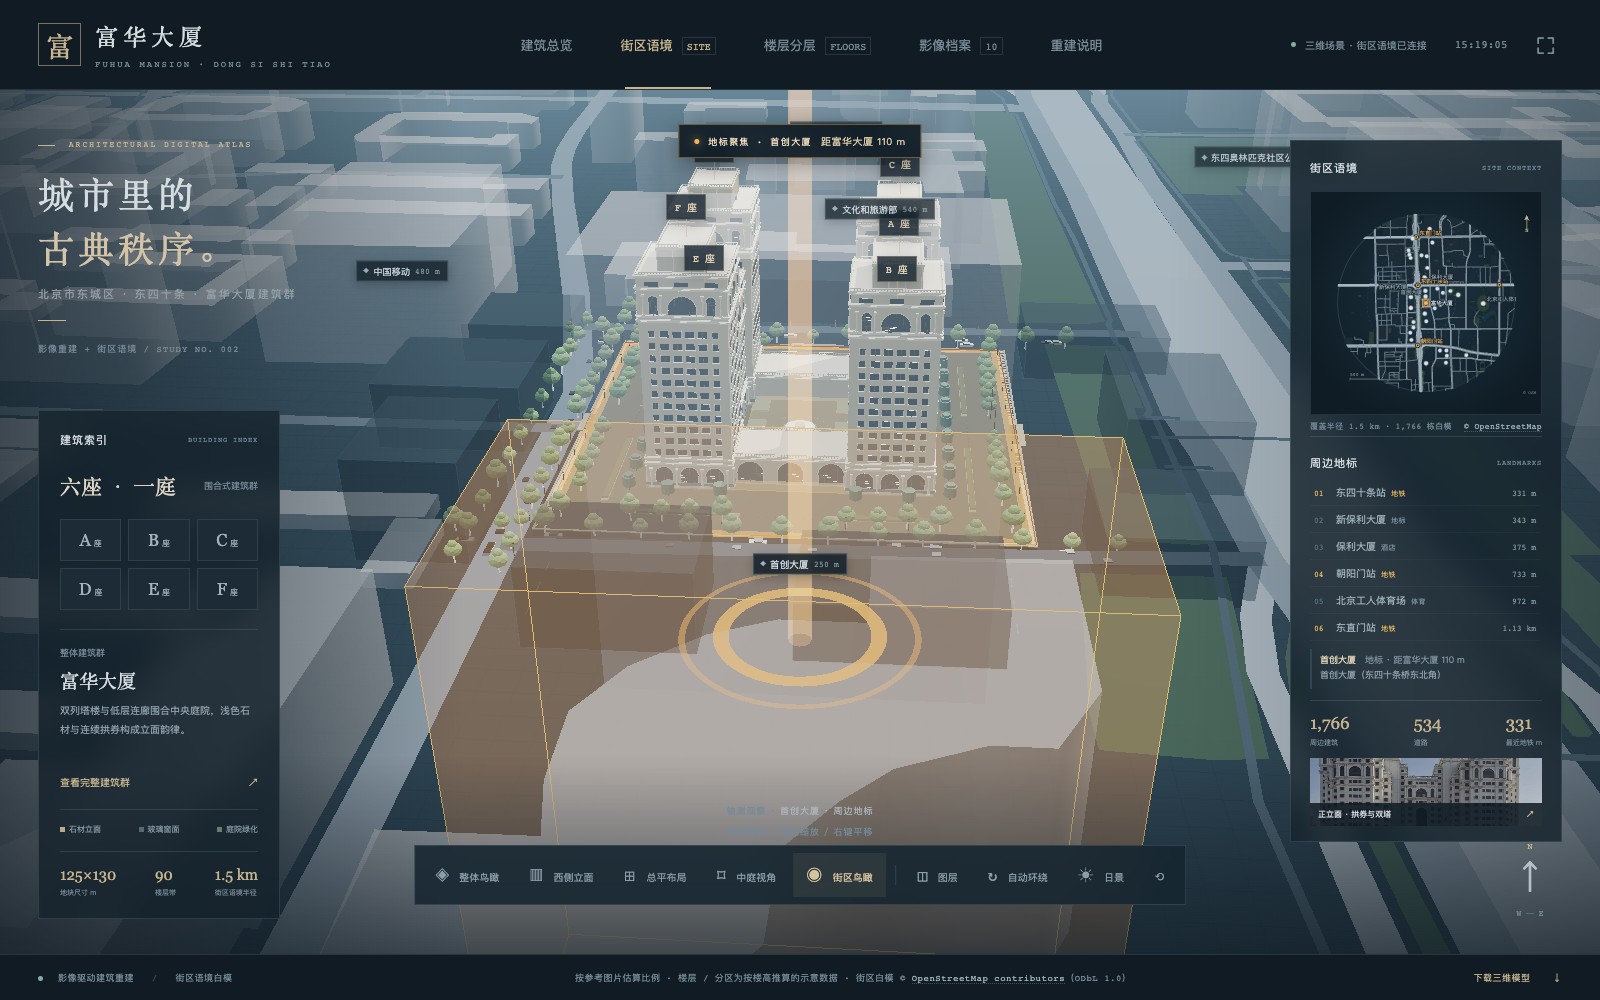 富
富华大厦
FUHUA MANSION · DONG SI SHI TIAO
建筑总览
街区语境 SITE
楼层分层 FLOORS
影像档案 10
重建说明
三维场景 · 街区语境已连接
15:19:05
ARCHITECTURAL DIGITAL ATLAS
城市里的
古典秩序。
北京市东城区 · 东四十条 · 富华大厦建筑群
影像重建 + 街区语境 / STUDY NO. 002
地标聚焦 · 首创大厦 距富华大厦 110 m
C 座
F 座
文化和旅游部 540 m
A 座
E 座
B 座
中国移动 480 m
东四奥林匹克社区公
首创大厦 250 m
建筑索引
BUILDING INDEX
六座 · 一庭
围合式建筑群
A座
B座
C座
D座
E座
F座
整体建筑群
富华大厦
双列塔楼与低层连廊围合中央庭院，浅色石
材与连续拱券构成立面韵律。
查看完整建筑群 ↗
石材立面
玻璃窗面
庭院绿化
125×130
地块尺寸 m
90
楼层带
1.5 km
街区语境半径
街区语境
SITE CONTEXT
东直门站
富华大厦
朝阳门站
覆盖半径 1.5 km · 1,766 栋白模
© OpenStreetMap
周边地标
LANDMARKS
01 东四十条站 地铁 331 m
02 新保利大厦 地标 343 m
03 保利大厦 酒店 375 m
04 朝阳门站 地铁 733 m
05 北京工人体育场 体育 972 m
06 东直门站 地铁 1.13 km
首创大厦 地标 · 距富华大厦 110 m
首创大厦（东四十条桥东北角）
1,766
周边建筑
534
道路
331
最近地铁 m
正立面 · 拱券与双塔 ↗
首创大厦 · 周边地标
缩放 / 右键平移
整体鸟瞰
西侧立面
总平布局
中庭视角
街区鸟瞰
图层
自动环绕
日景
N
W — E
影像驱动建筑重建 / 街区语境白模
按参考图片估算比例 · 楼层 / 分区为按楼高推算的示意数据 · 街区白模 © OpenStreetMap contributors (ODbL 1.0)
下载三维模型 ↓